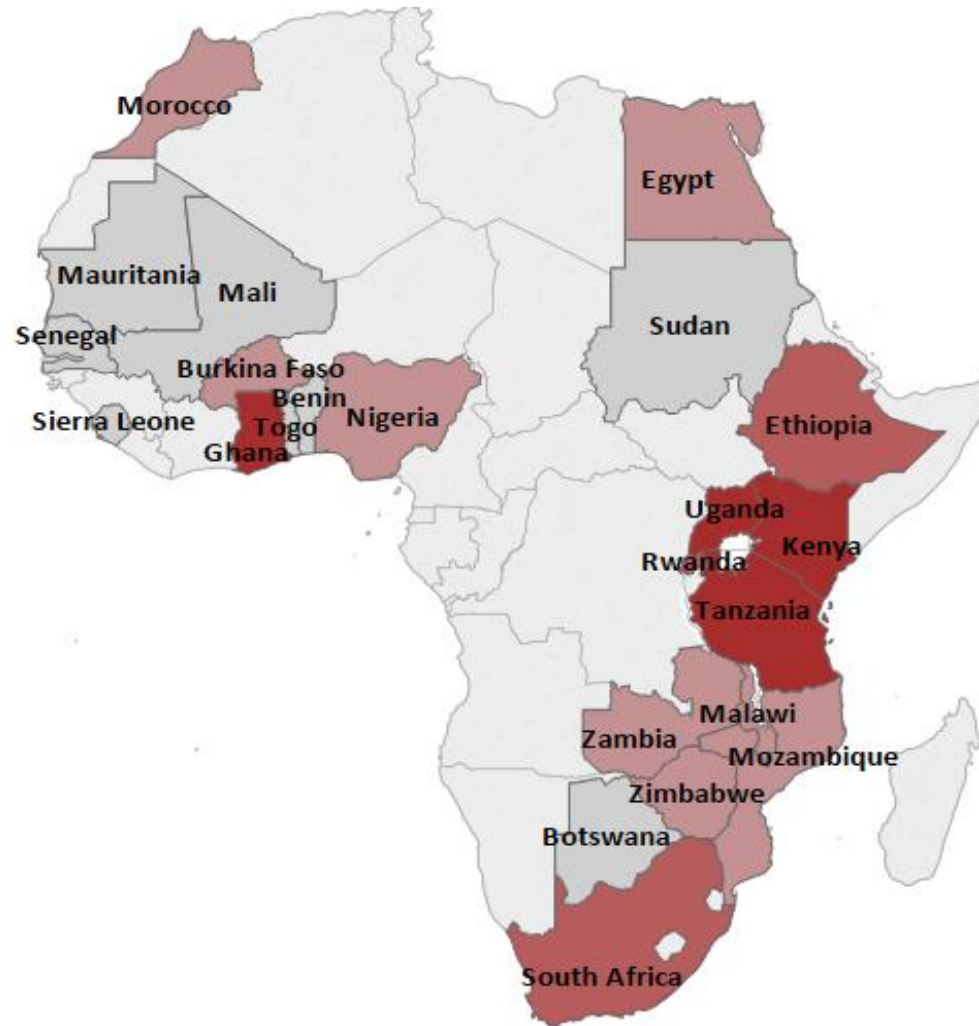 Morocco
Egypt
Mauritania
Mali
Senegal
Sudan
Burkina Faso
Benin
Sierra Leone
Togo
Nigeria
Ghana
Ethiopia
Uganda
Kenya
Rwanda
Tanzania
Malawi
Zambia
Mozambique
Zimbabwe
Botswana
South Africa